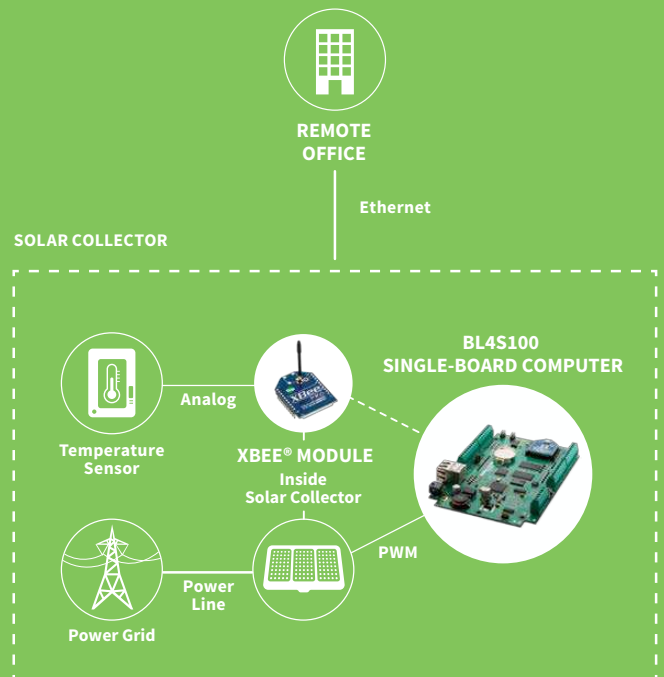 REMOTE
OFFICE
Ethernet
SOLAR COLLECTOR
BL4S100
SINGLE-BOARD COMPUTER
XBee
Analog
Temperature
Sensor
XBEE® MODULE
Inside
Solar Collector
PWM
Power
Line
Power Grid